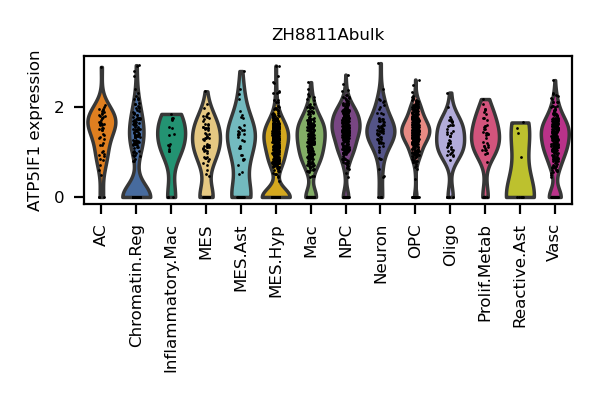 ZH8811Abulk
ATP5IF1 expression
2
0
AC
Chromatin.Reg
Inflammatory.Mac
MES
MES.Ast
MES.Hyp
Mac
NPC
Neuron
OPC
Oligo
Prolif.Metab
Reactive.Ast
Vasc